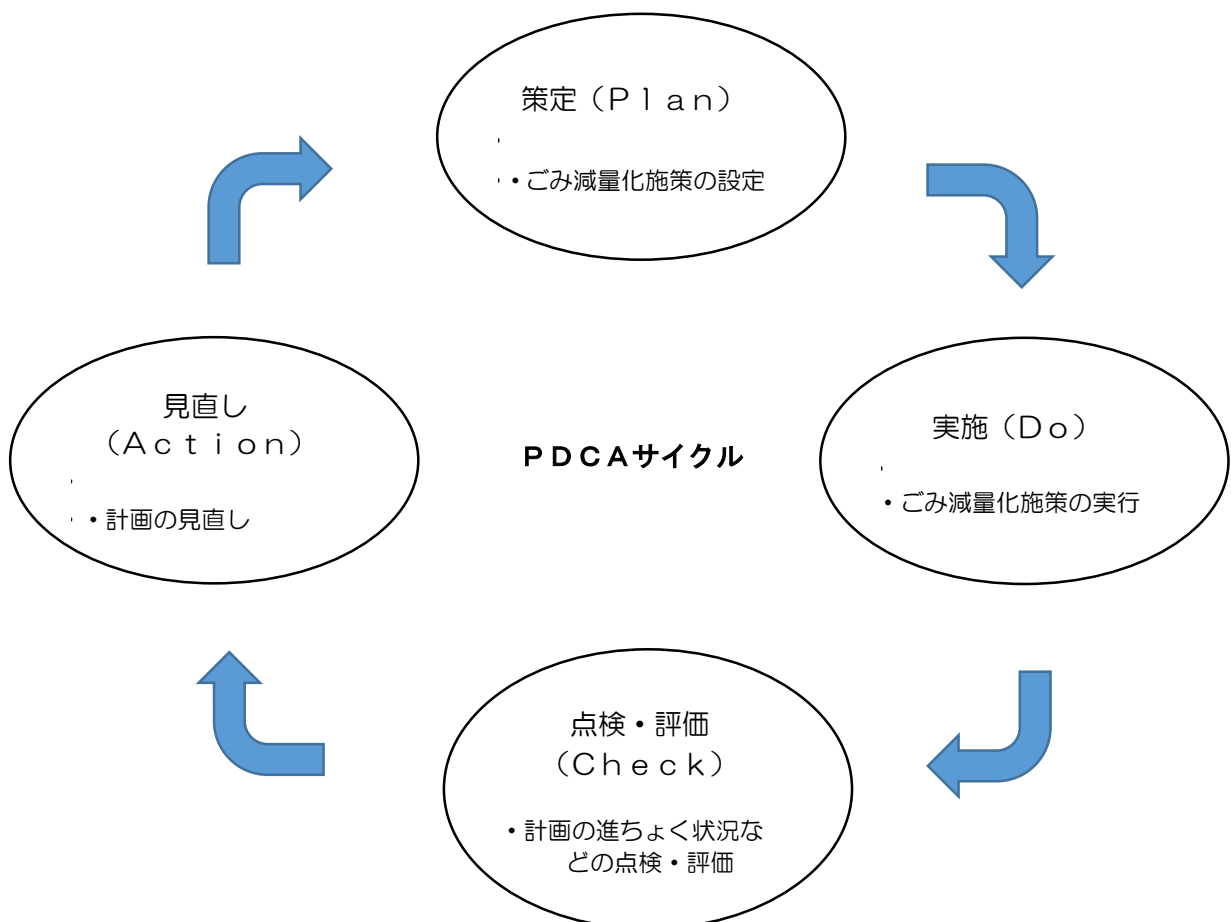 策定（Ｐｌａｎ）
・ごみ減量化施策の設定
見直し
（Ａｃｔｉｏｎ）
・計画の見直し
ＰＤＣＡサイクル
実施（Ｄｏ）
・ごみ減量化施策の実行
点検・評価
（Ｃｈｅｃｋ）
・計画の進ちょく状況な
どの点検・評価